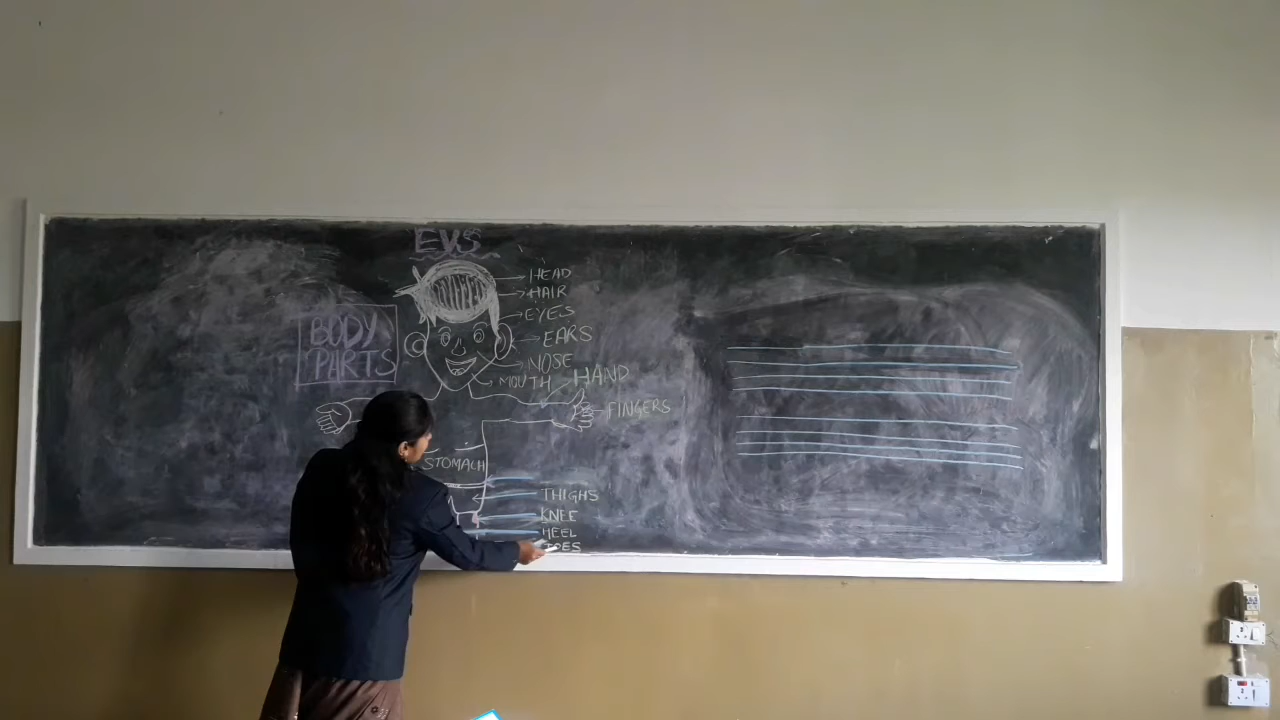 EVS
BODY
PARTS
HEAD
HAIR
EYES
EARS
NOSE
MOUTH
HAND
FINGERS
STOMACH
THIGHS
KNEE
HEEL
TOES